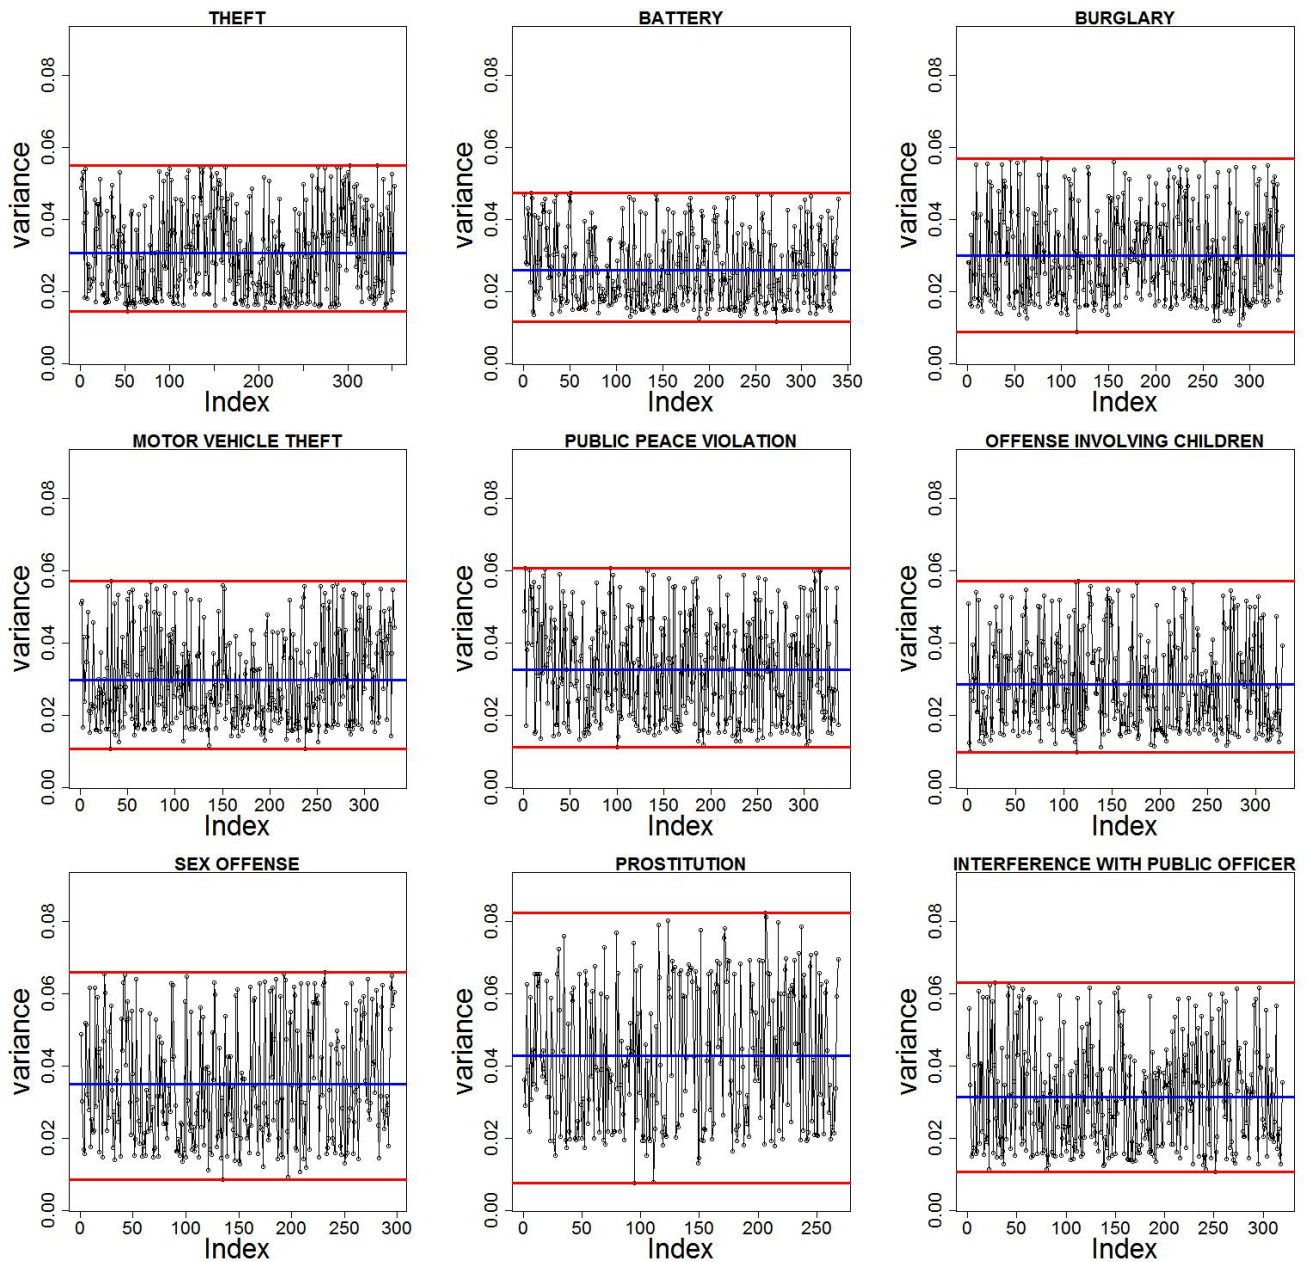 THEFT
BATTERY
BURGLARY
variance
0.00 0.02 0.04 0.06 0.08
0 50 100 200 300
Index
variance
0.00 0.02 0.04 0.06 0.08
0 50 100 150 200 250 300 350
Index
variance
0.00 0.02 0.04 0.06 0.08
0 50 100 150 200 250 300
Index
MOTOR VEHICLE THEFT
PUBLIC PEACE VIOLATION
OFFENSE INVOLVING CHILDREN
variance
0.00 0.02 0.04 0.06 0.08
0 50 100 150 200 250 300
Index
variance
0.00 0.02 0.04 0.06 0.08
0 50 100 150 200 250 300
Index
variance
0.00 0.02 0.04 0.06 0.08
0 50 100 150 200 250 300
Index
SEX OFFENSE
PROSTITUTION
INTERFERENCE WITH PUBLIC OFFICER
variance
0.00 0.02 0.04 0.06 0.08
0 50 100 150 200 250 300
Index
variance
0.00 0.02 0.04 0.06 0.08
0 50 100 150 200 250
Index
variance
0.00 0.02 0.04 0.06 0.08
0 50 100 150 200 250 300
Index